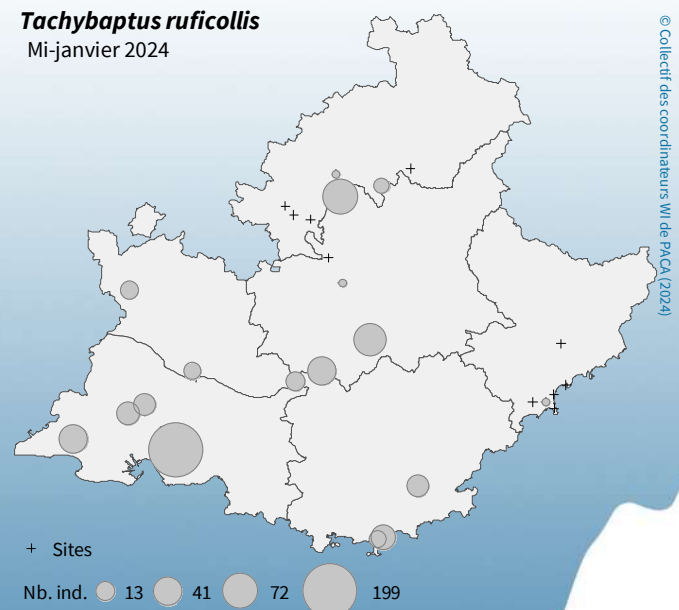 Tachybaptus ruficollis
Mi-janvier 2024
© Collectif des coordinateurs WI de PACA (2024)
+ Sites
Nb. ind. 13 41 72 199